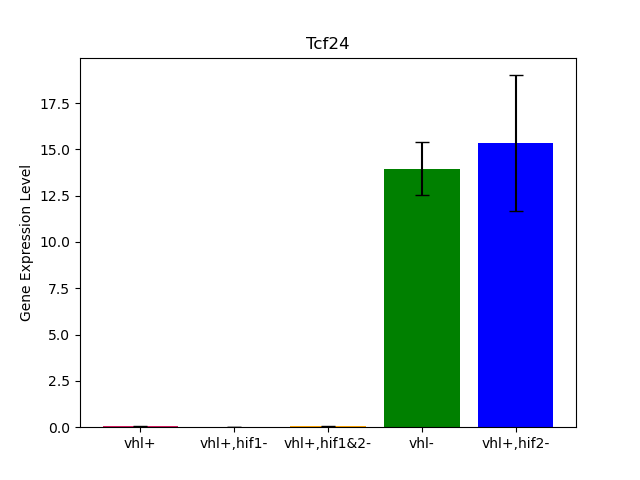 Tcf24
Gene Expression Level
17.5
15.0
12.5
10.0
7.5
5.0
2.5
0.0
vhl+ vhl+,hif1- vhl+,hif1&2- vhl- vhl+,hif2-